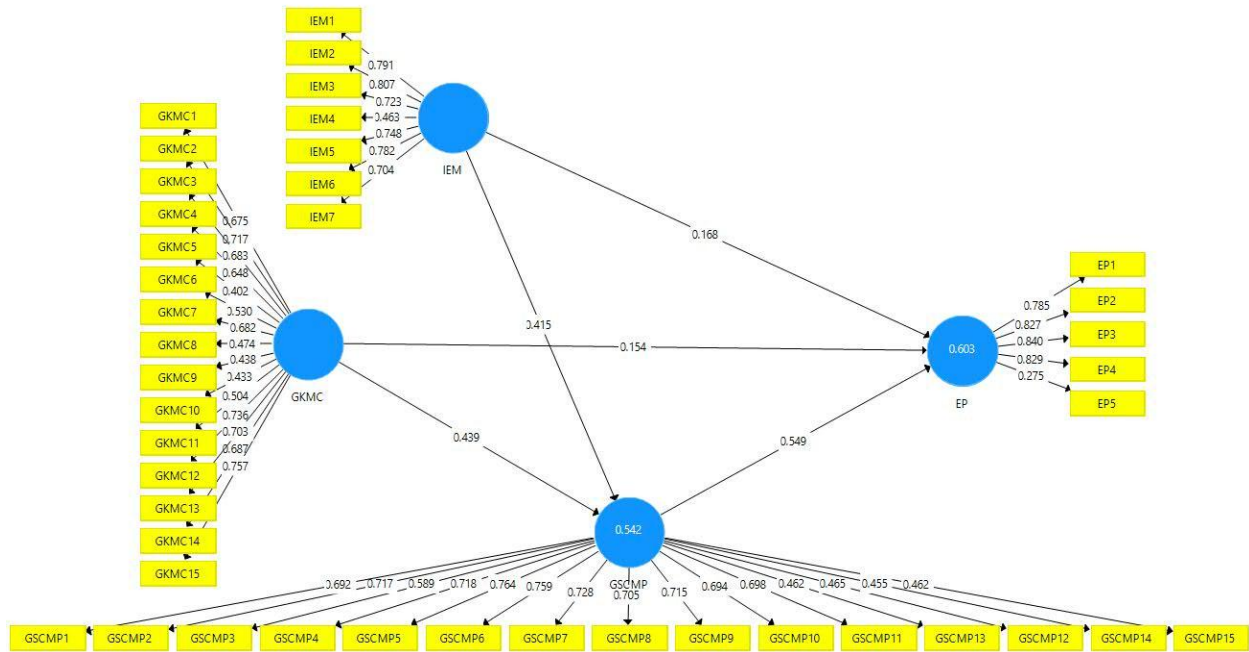 IEM1
IEM2
IEM3
IEM4
IEM5
IEM6
IEM7
0.791
0.807
0.723
0.463
0.748
0.782
0.704
IEM
GKMC1
GKMC2
GKMC3
GKMC4
GKMC5
GKMC6
GKMC7
GKMC8
GKMC9
GKMC10
GKMC11
GKMC12
GKMC13
GKMC14
GKMC15
0.675
0.717
0.683
0.648
0.402
0.530
0.682
0.474
0.438
0.433
0.504
0.736
0.703
0.687
0.757
GKMC
0.168
0.415
0.154
0.439
0.549
0.603
EP
0.785
0.827
0.840
0.829
0.275
EP1
EP2
EP3
EP4
EP5
0.542
GSCMP
0.692
0.717
0.589
0.718
0.764
0.759
0.728
0.705
0.715
0.694
0.698
0.462
0.465
0.455
0.462
GSCMP1
GSCMP2
GSCMP3
GSCMP4
GSCMP5
GSCMP6
GSCMP7
GSCMP8
GSCMP9
GSCMP10
GSCMP11
GSCMP13
GSCMP12
GSCMP14
GSCMP15